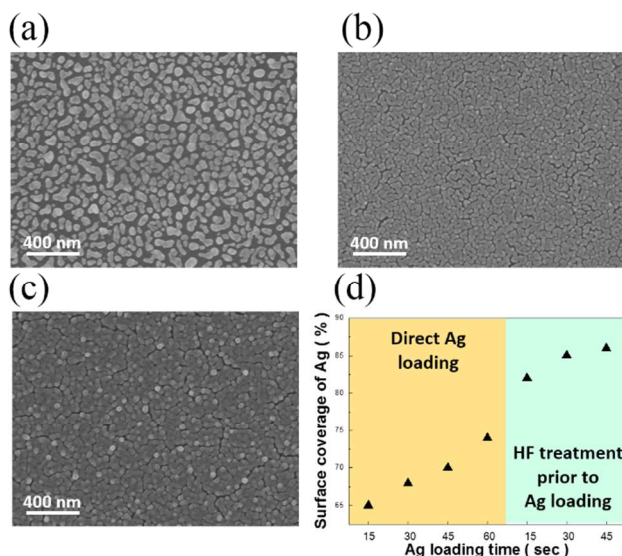 (a)
(b)
400 nm
400 nm
(c)
(d)
400 nm
Surface coverage of Ag ( % )
90
85
80
75
70
65
Direct Ag
loading
HF treatment
prior to
Ag loading
15 30 45 60 15 30 45
Ag loading time ( sec )